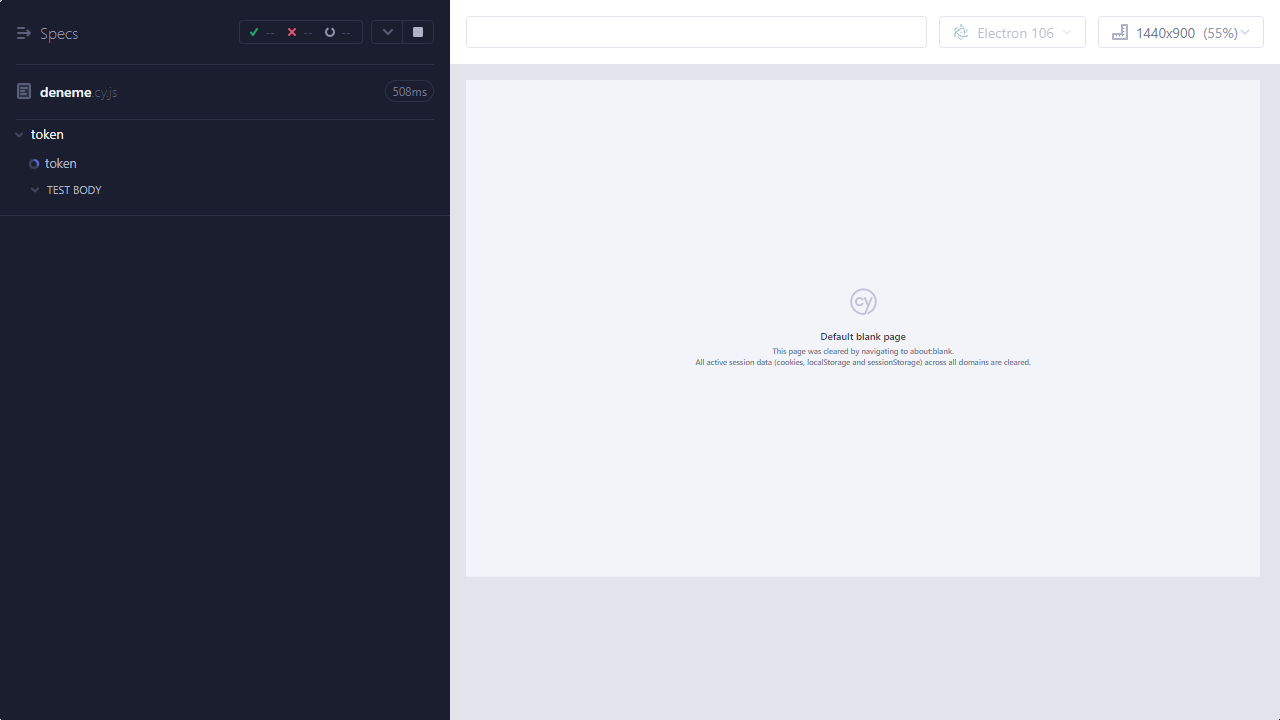 Specs
--
--
--
Electron 106
1440x900 (55%)
deneme.cy.js
508ms
token
token
TEST BODY
cy
Default blank page
This page was cleared by navigating to about:blank.
All active session data (cookies, localStorage and sessionStorage) across all domains are cleared.